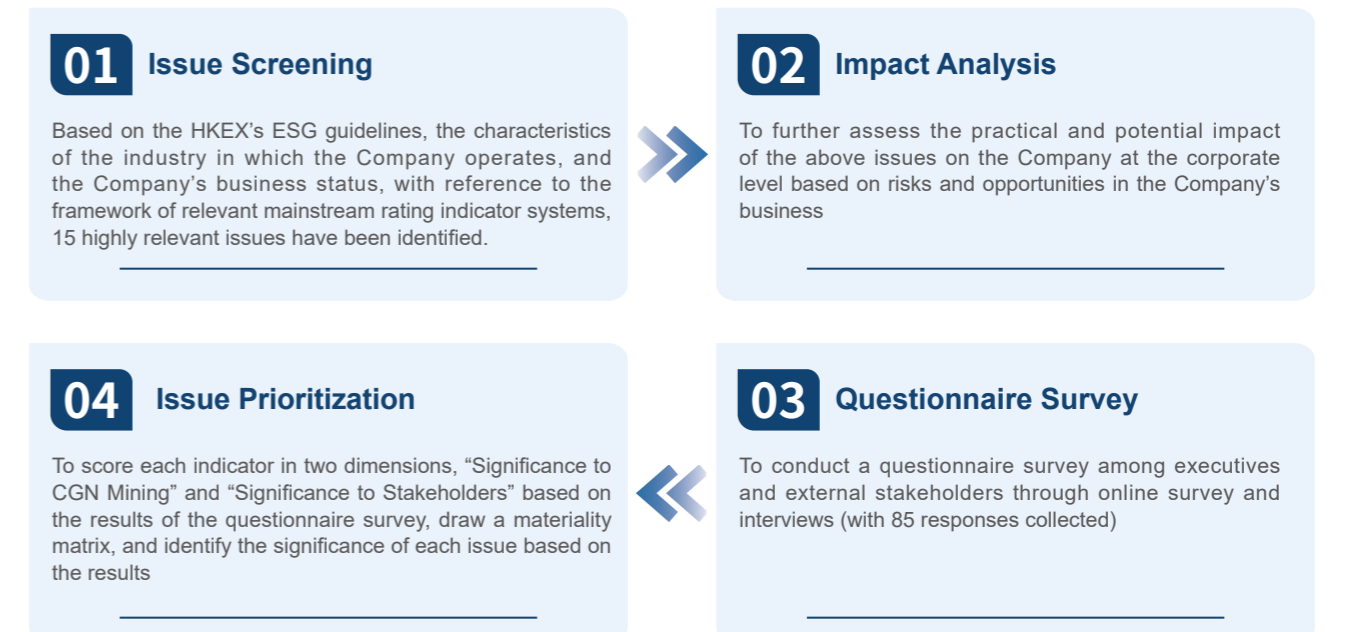 01 Issue Screening
Based on the HKEX’s ESG guidelines, the characteristics
of the industry in which the Company operates, and
the Company’s business status, with reference to the
framework of relevant mainstream rating indicator systems,
15 highly relevant issues have been identified.
02 Impact Analysis
To further assess the practical and potential impact
of the above issues on the Company at the corporate
level based on risks and opportunities in the Company’s
business
03 Questionnaire Survey
To conduct a questionnaire survey among executives
and external stakeholders through online survey and
interviews (with 85 responses collected)
04 Issue Prioritization
To score each indicator in two dimensions, “Significance to
CGN Mining” and “Significance to Stakeholders” based on
the results of the questionnaire survey, draw a materiality
matrix, and identify the significance of each issue based on
the results